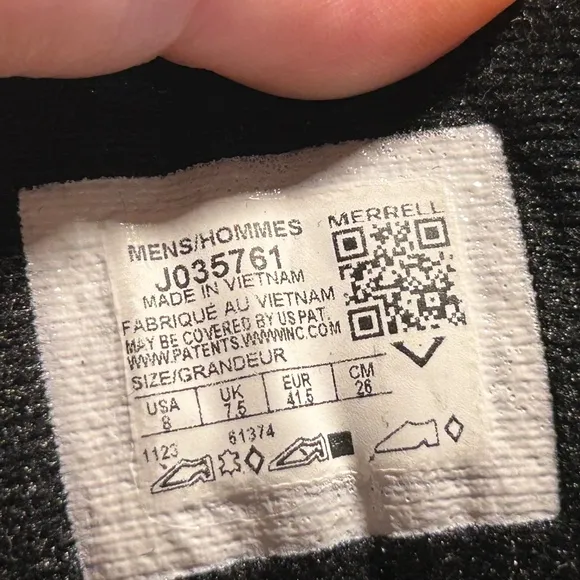 MERRELL
MENS/HOMMES
J035761
MADE IN VIETNAM
FABRIQUE AU VIETNAM
MAY BE COVERED BY US PAT.
WWW.PATENTS.WWWINC.COM
SIZE/GRANDEUR
USA UK EUR CM
8 7.5 41.5 26
1123 61374